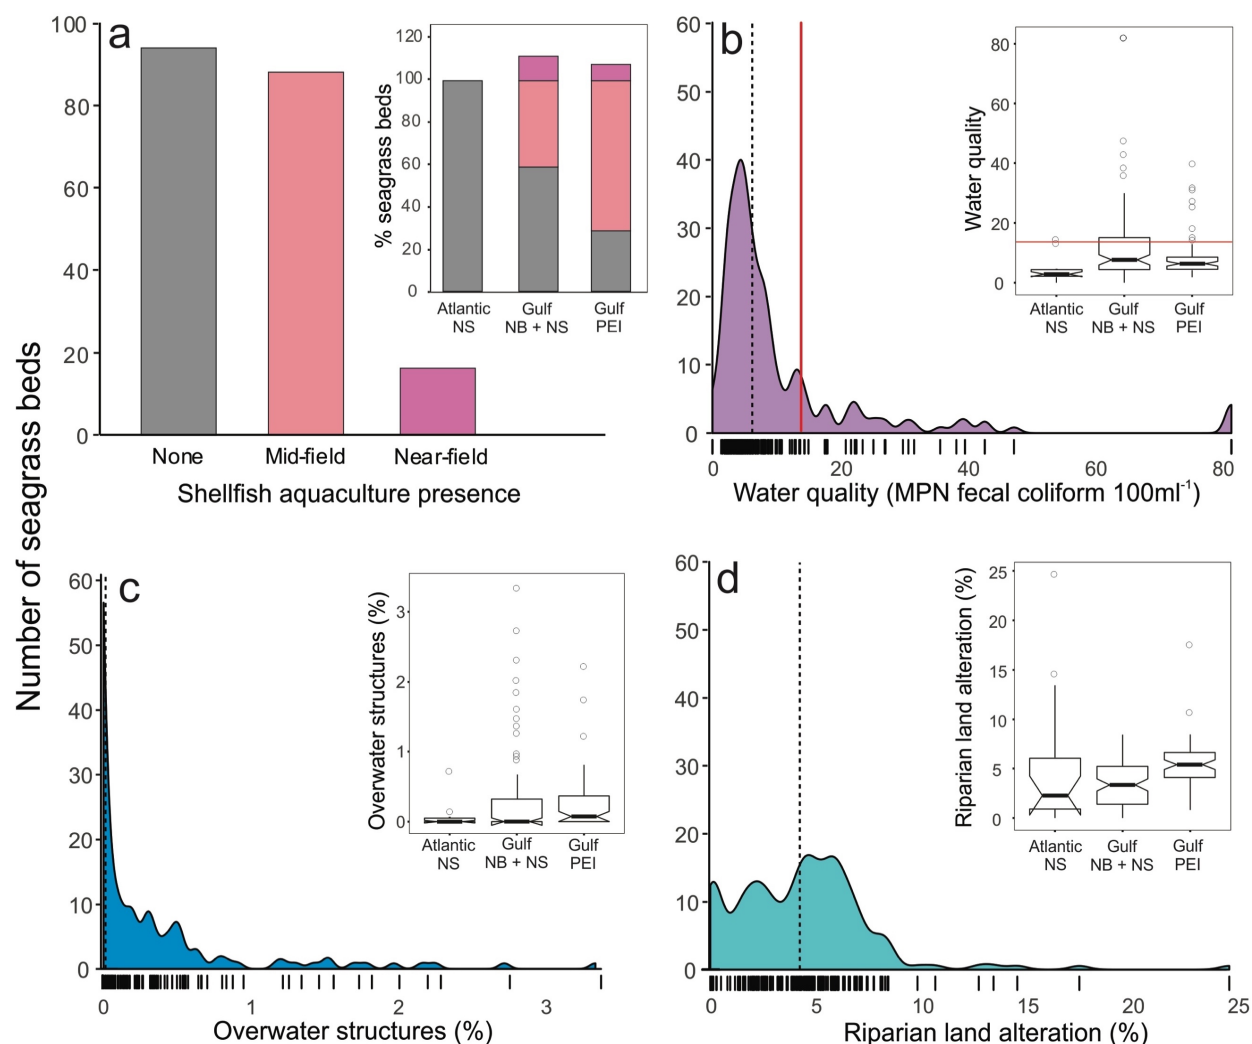 Number of seagrass beds
a
100
80
60
40
20
0
None Mid-field Near-field
Shellfish aquaculture presence
% seagrass beds
120
100
80
60
40
20
0
Atlantic NS
Gulf NB + NS
Gulf PEI
b
60
50
40
30
20
10
0
0 20 40 60 80
Water quality (MPN fecal coliform 100ml⁻¹)
Water quality
80
60
40
20
0
Atlantic NS
Gulf NB + NS
Gulf PEI
c
60
50
40
30
20
10
0
0 1 2 3
Overwater structures (%)
Overwater structures (%)
3
2
1
0
Atlantic NS
Gulf NB + NS
Gulf PEI
d
60
50
40
30
20
10
0
0 5 10 15 20 25
Riparian land alteration (%)
Riparian land alteration (%)
25
20
15
10
5
0
Atlantic NS
Gulf NB + NS
Gulf PEI